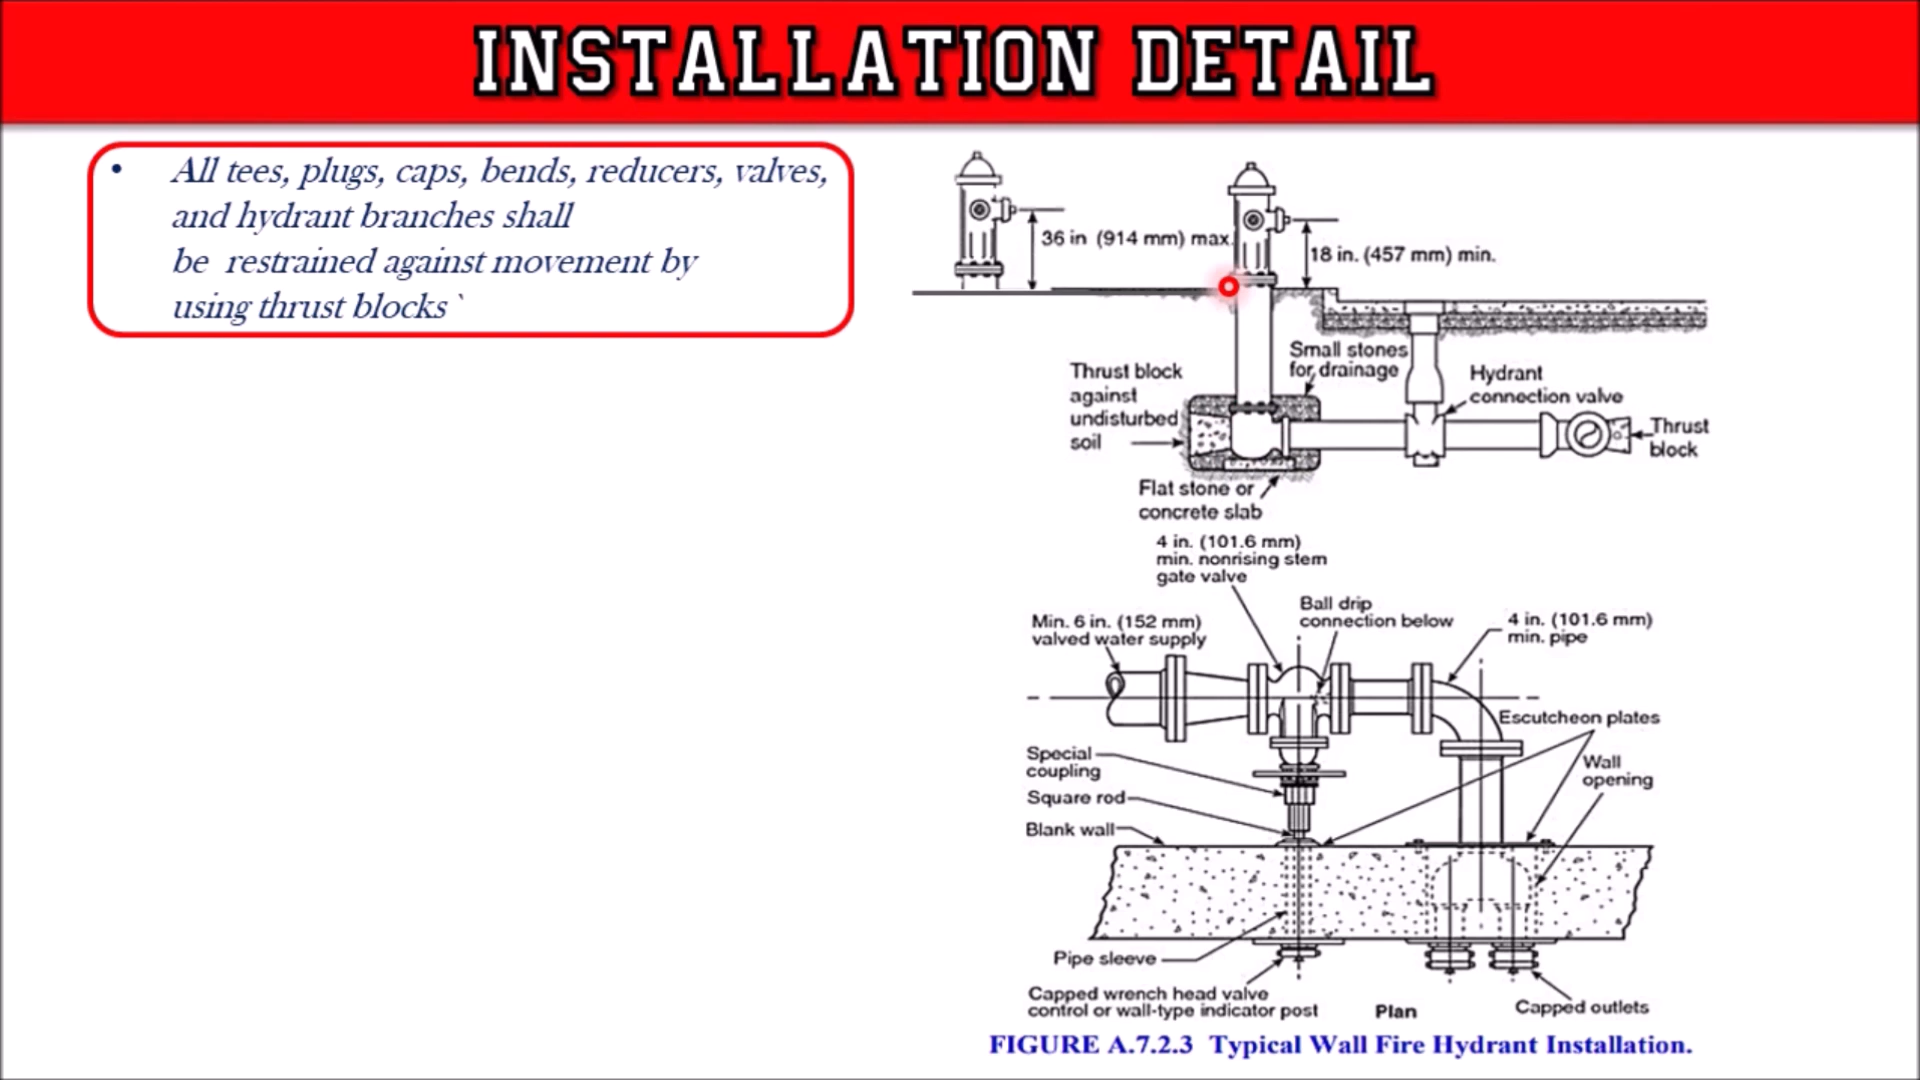 INSTALLATION DETAIL
• All tees, plugs, caps, bends, reducers, valves,
and hydrant branches shall
be restrained against movement by
using thrust blocks`
36 in (914 mm) max.
18 in. (457 mm) min.
Small stones
for drainage
Thrust block
against
undisturbed
soil
Hydrant
connection valve
Thrust
block
Flat stone or
concrete slab
4 in. (101.6 mm)
min. nonrising stem
gate valve
Ball drip
connection below
Min. 6 in. (152 mm)
valved water supply
4 in. (101.6 mm)
min. pipe
Escutcheon plates
Special
coupling
Wall
opening
Square rod
Blank wall
Pipe sleeve
Capped wrench head valve
control or wall-type indicator post
Plan
Capped outlets
FIGURE A.7.2.3 Typical Wall Fire Hydrant Installation.